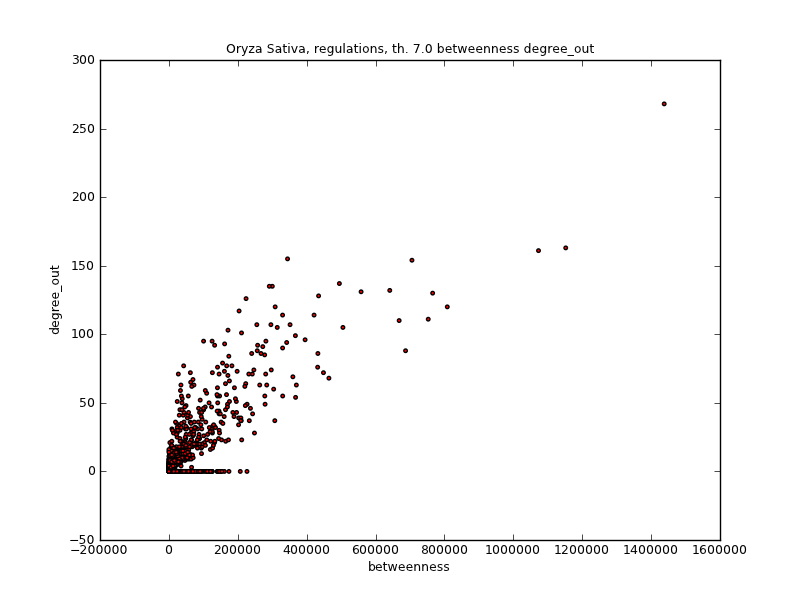 Oryza Sativa, regulations, th. 7.0 betweenness degree_out
300
250
200
150
100
50
0
−50
degree_out
−200000 0 200000 400000 600000 800000 1000000 1200000 1400000 1600000
betweenness